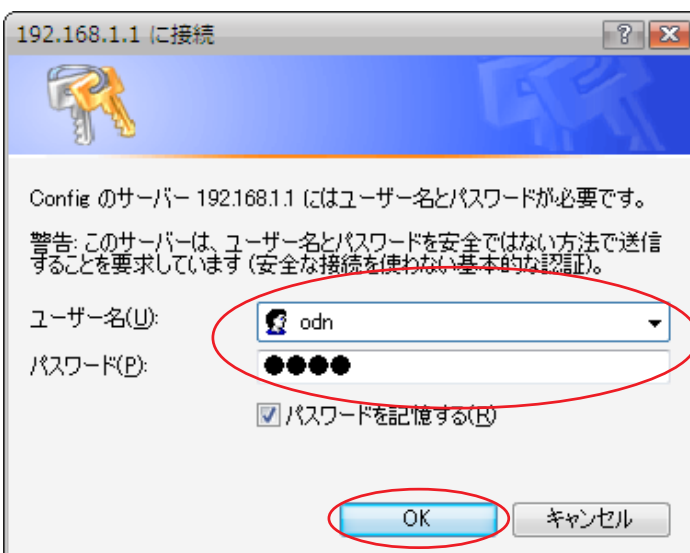 192.168.1.1 に接続
Config のサーバー 192.168.1.1 にはユーザー名とパスワードが必要です。
警告: このサーバーは、ユーザー名とパスワードを安全ではない方法で送信
することを要求しています (安全な接続を使わない基本的な認証)。
ユーザー名(U):
odn
パスワード(P):
●●●●
パスワードを記憶する(R)
OK
キャンセル